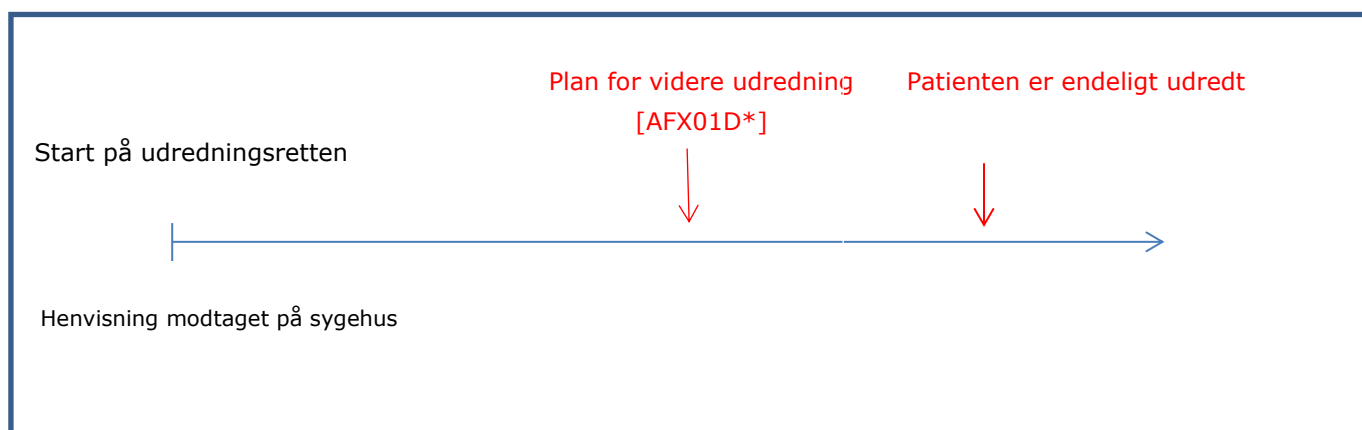 Plan for videre udredning
[AFX01D*]
Patienten er endeligt udredt
Start på udredningsretten
Henvisning modtaget på sygehus